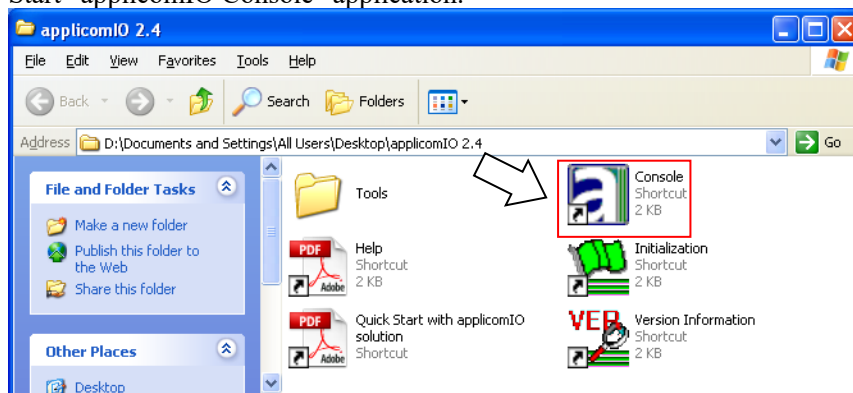 Start "applicomIO Console" application.
applicomIO 2.4
File Edit View Favorites Tools Help
Back Search Folders
Address D:\Documents and Settings\All Users\Desktop\applicomIO 2.4 Go
File and Folder Tasks
Make a new folder
Publish this folder to
the Web
Share this folder
Other Places
Desktop
Tools
Console
Shortcut
2 KB
PDF
Adobe
Help
Shortcut
2 KB
Initialization
Shortcut
2 KB
PDF
Adobe
Quick Start with applicomIO
solution
Shortcut
VER
Version Information
Shortcut
2 KB